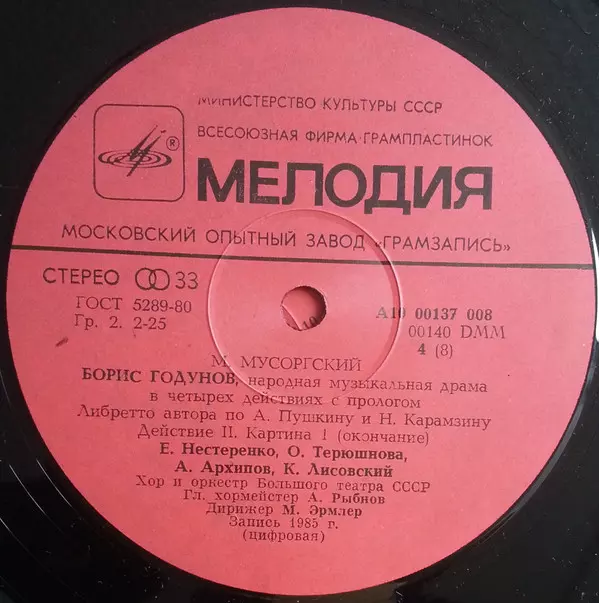 МИНИСТЕРСТВО КУЛЬТУРЫ СССР
ВСЕСОЮЗНАЯ ФИРМА ГРАМПЛАСТИНОК
®
МЕЛОДИЯ
МОСКОВСКИЙ ОПЫТНЫЙ ЗАВОД «ГРАМЗАПИСЬ»
СТЕРЕО 33
ГОСТ 5289-80
Гр. 2. 2-25
А10 00137 008
00140 DMM
4 (8)
М. МУСОРГСКИЙ
БОРИС ГОДУНОВ, народная музыкальная драма
в четырех действиях с прологом
Либретто автора по А. Пушкину и Н. Карамзину
Действие II. Картина 1 (окончание)
Е. Нестеренко, О. Терюшнова,
А. Архипов, К. Лисовский
Хор и оркестр Большого театра СССР
Гл. хормейстер А. Рыбнов
Дирижер М. Эрмлер
Запись 1985 г.
(цифровая)